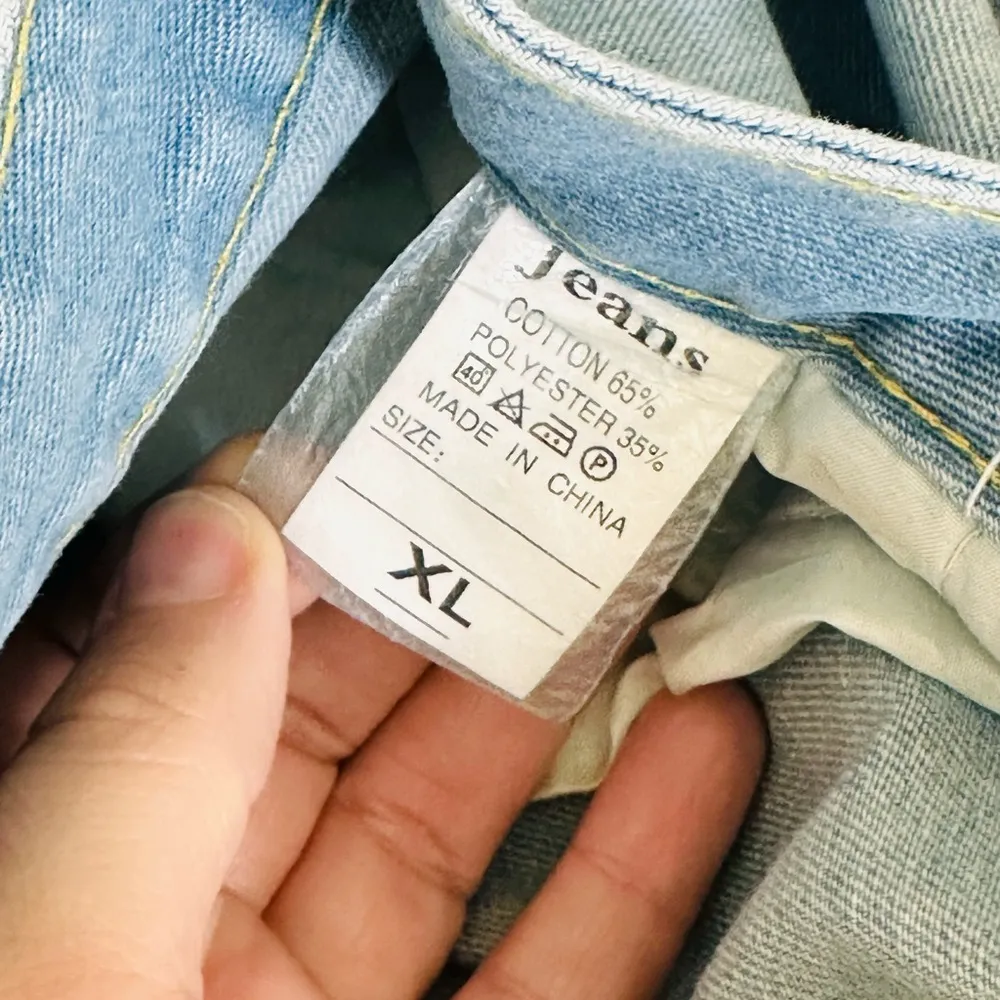 Jeans
COTTON 65%
POLYESTER 35%
40 P
MADE IN CHINA
SIZE:
XL